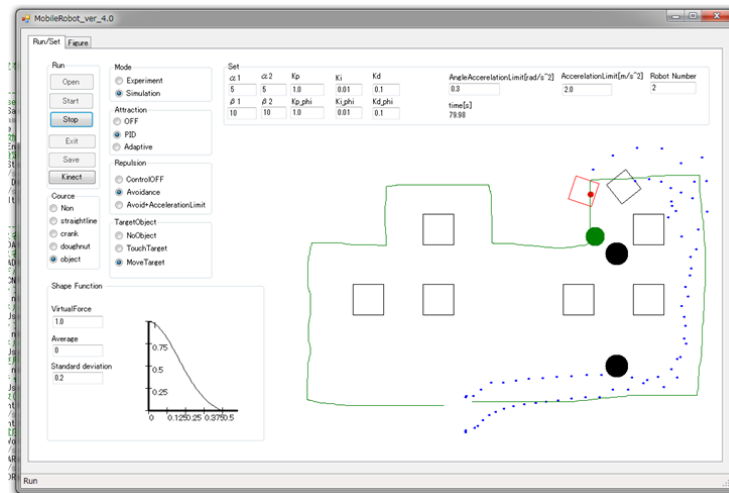 MobileRobot_ver_4.0
Run/Set
Figure
Run
Open
Start
Stop
Exit
Save
Kinect
Cource
Non
straightline
crank
doughnut
object
Mode
Experiment
Simulation
Attraction
OFF
PID
Adaptive
Repulsion
ControlOFF
Avoidance
Avoid+AccelerationLimit
TargetObject
NoObject
TouchTarget
MoveTarget
Set
α1 α2 Kp Ki Kd
5 5 1.0 0.01 0.1
β1 β2 Kp_phi Ki_phi Kd_phi
10 10 1.0 0.01 0.1
AngleAccerelationLimit[rad/s^2] AccerelationLimit[m/s^2] Robot Number
0.3 2.0 2
time[s]
79.98
Shape Function
VirtualForce
1.0
Average
0
Standard deviation
0.2
1
0.75
0.5
0.25
0 0.125 0.25 0.375 0.5
Run